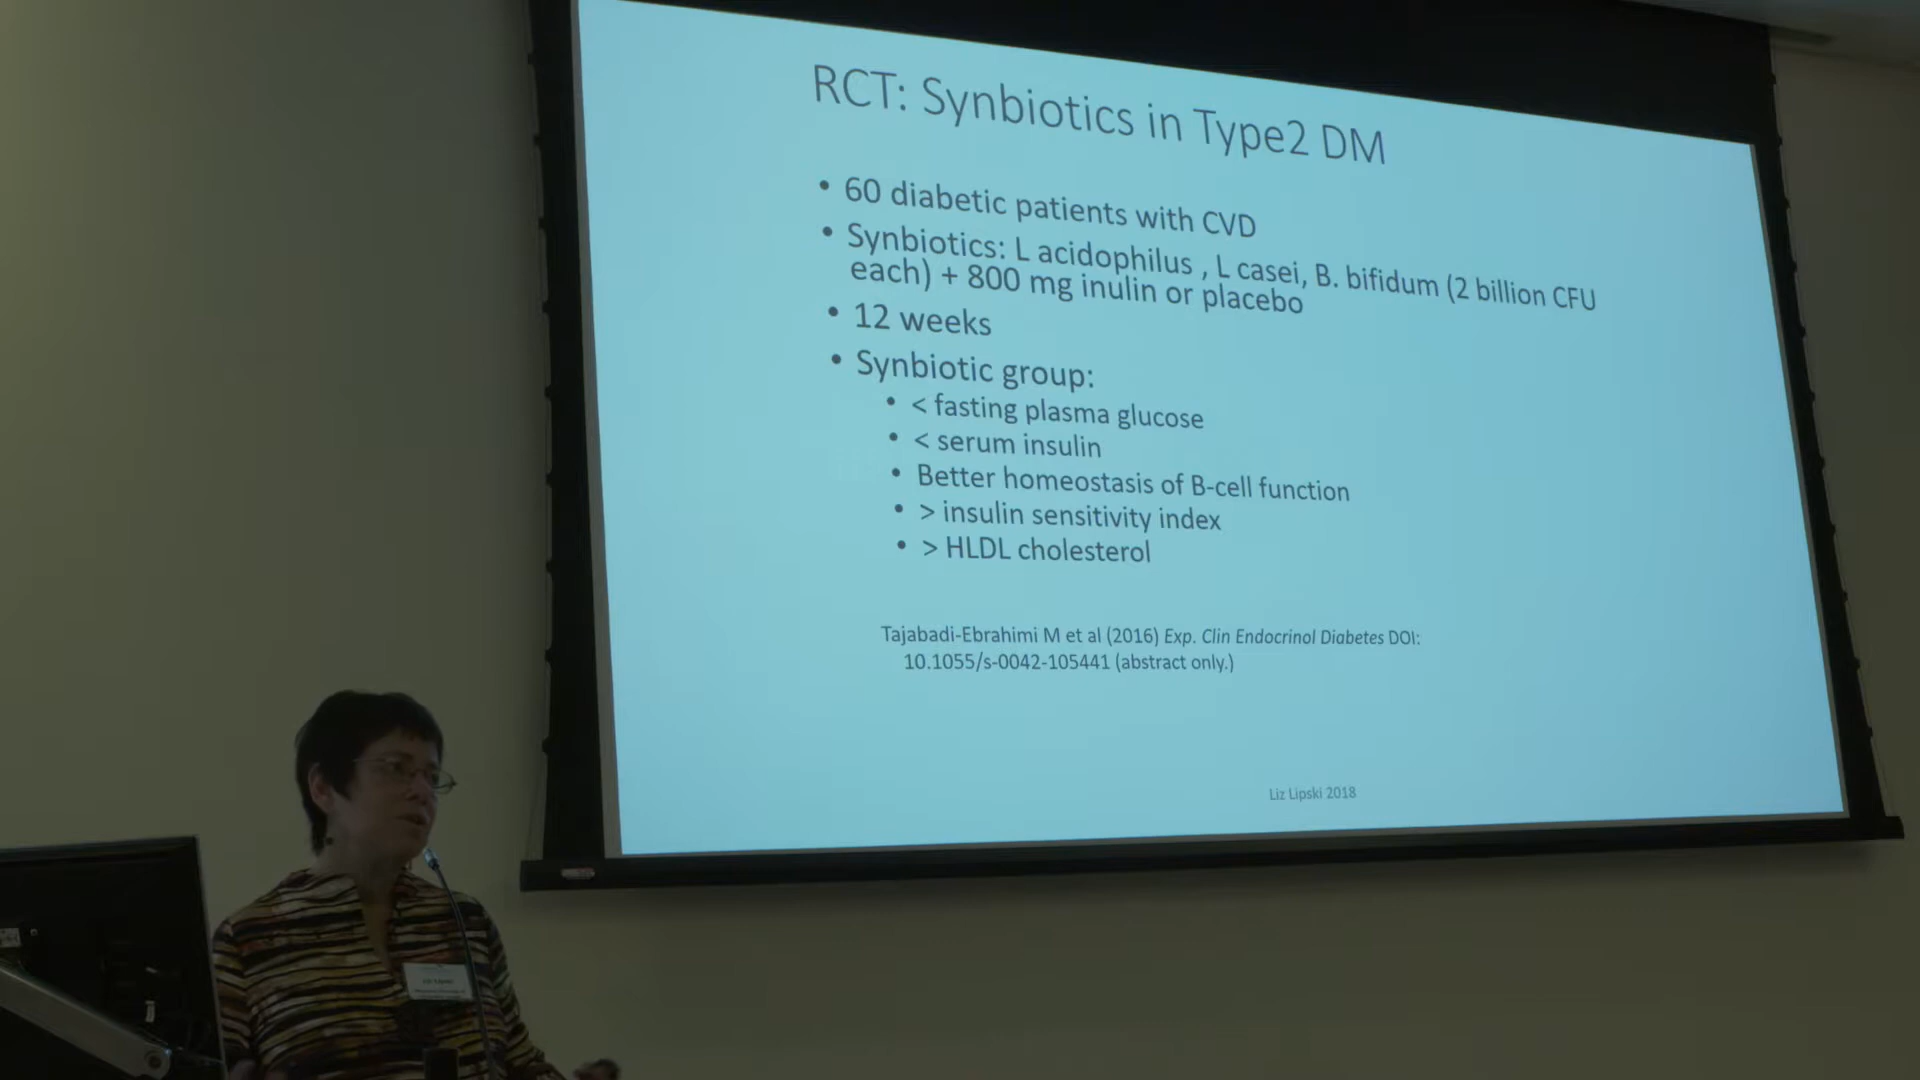 RCT: Synbiotics in Type2 DM
• 60 diabetic patients with CVD
• Synbiotics: L acidophilus , L casei, B. bifidum (2 billion CFU
each) + 800 mg inulin or placebo
• 12 weeks
• Synbiotic group:
• < fasting plasma glucose
• < serum insulin
• Better homeostasis of B-cell function
• > insulin sensitivity index
• > HLDL cholesterol
Tajabadi-Ebrahimi M et al (2016) Exp. Clin Endocrinol Diabetes DOI:
10.1055/s-0042-105441 (abstract only.)
Liz Lipski 2018